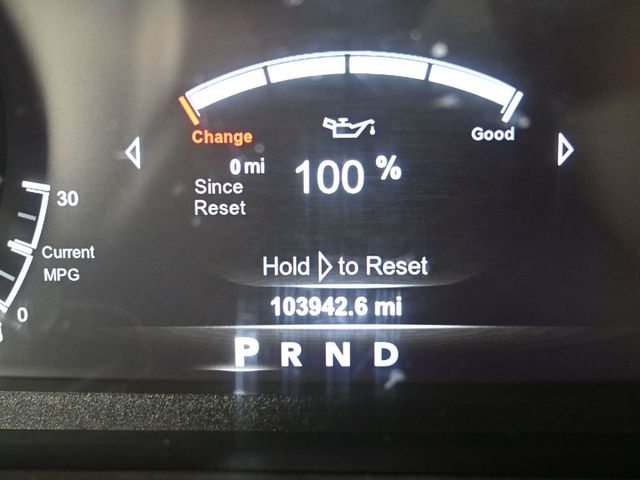 Change
Good
0 mi
Since
Reset
100 %
30
Current
MPG
0
Hold ▷ to Reset
103942.6 mi
P R N D